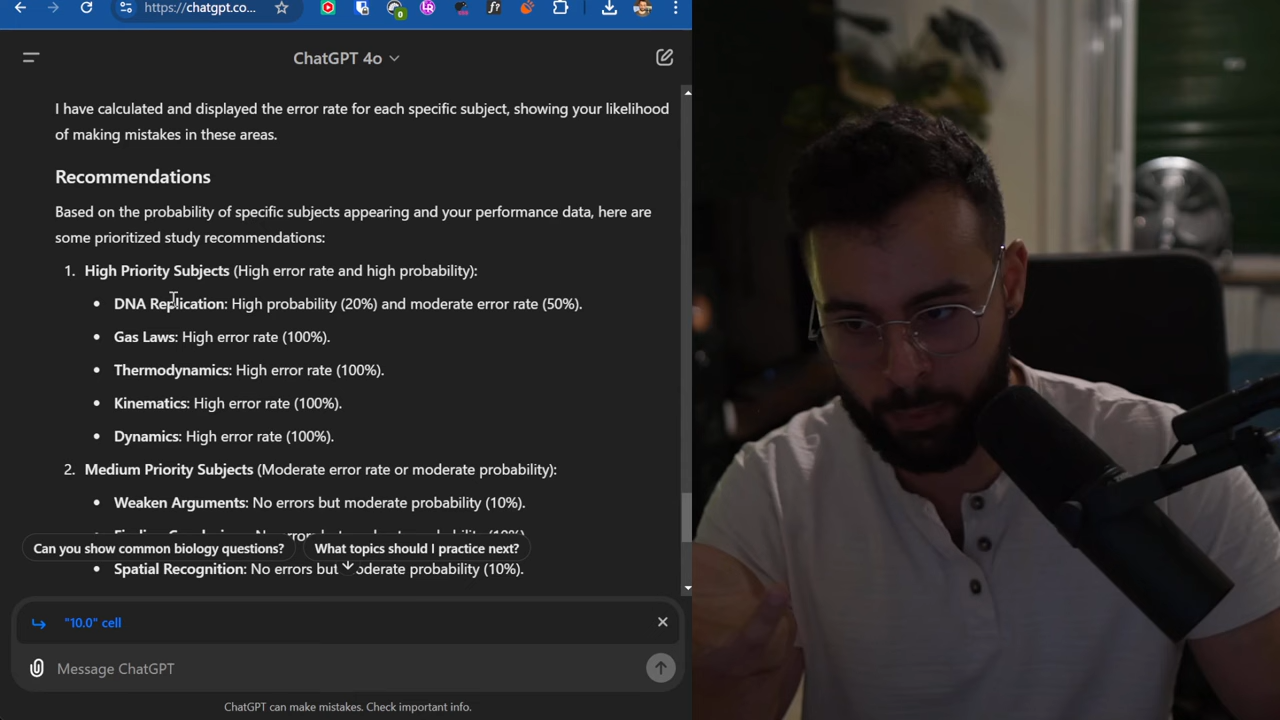 https://chatgpt.co...
0
f?
ChatGPT 4o
I have calculated and displayed the error rate for each specific subject, showing your likelihood
of making mistakes in these areas.
Recommendations
Based on the probability of specific subjects appearing and your performance data, here are
some prioritized study recommendations:
1. High Priority Subjects (High error rate and high probability):
• DNA Replication: High probability (20%) and moderate error rate (50%).
• Gas Laws: High error rate (100%).
• Thermodynamics: High error rate (100%).
• Kinematics: High error rate (100%).
• Dynamics: High error rate (100%).
2. Medium Priority Subjects (Moderate error rate or moderate probability):
• Weaken Arguments: No errors but moderate probability (10%).
Can you show common biology questions?
What topics should I practice next?
• Spatial Recognition: No errors but moderate probability (10%).
"10.0" cell
Message ChatGPT
ChatGPT can make mistakes. Check important info.